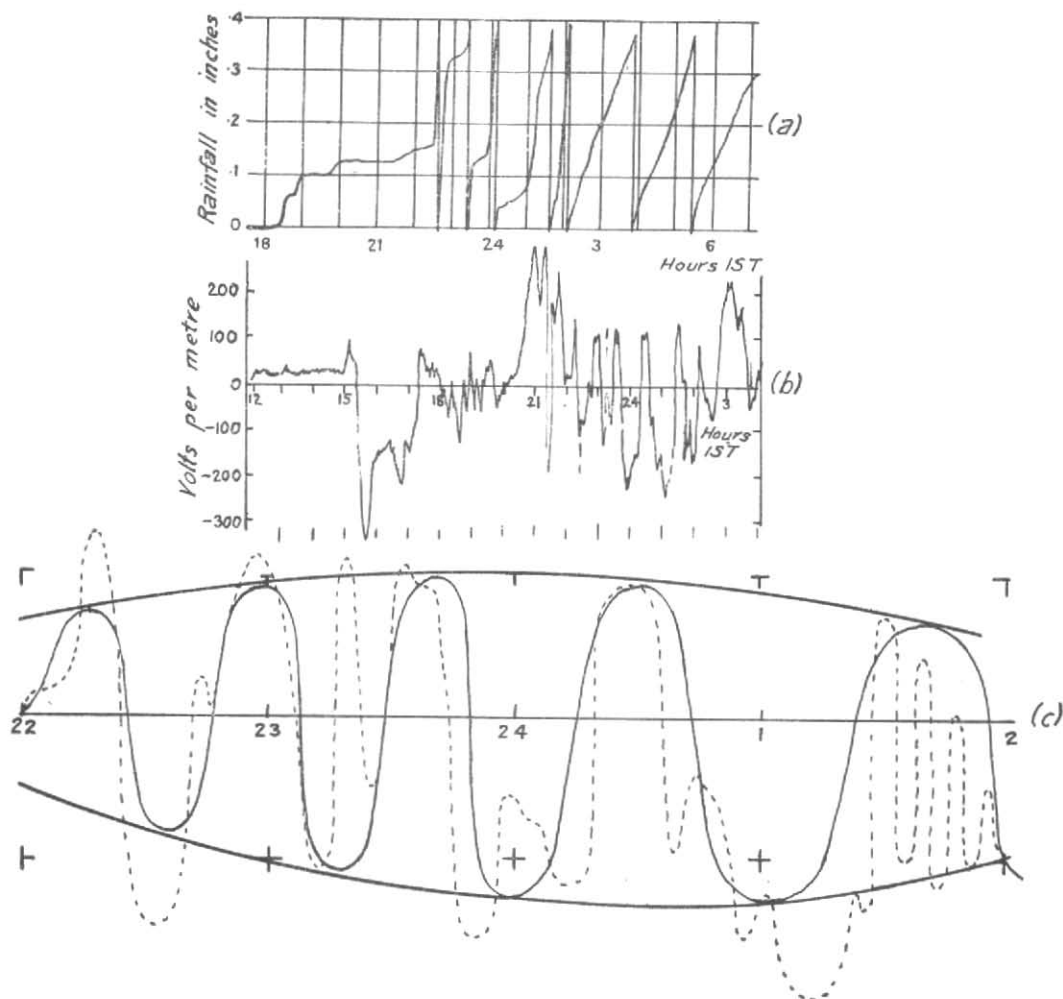 Rainfall in inches
.4
.3
.2
.1
0
18 21 24 3 6
Hours IST
(a)
Volts per metre
200
100
0
-100
-200
-300
12 15 18 21 24 3
Hours
IST
(b)
22 23 24 1 2
(c)